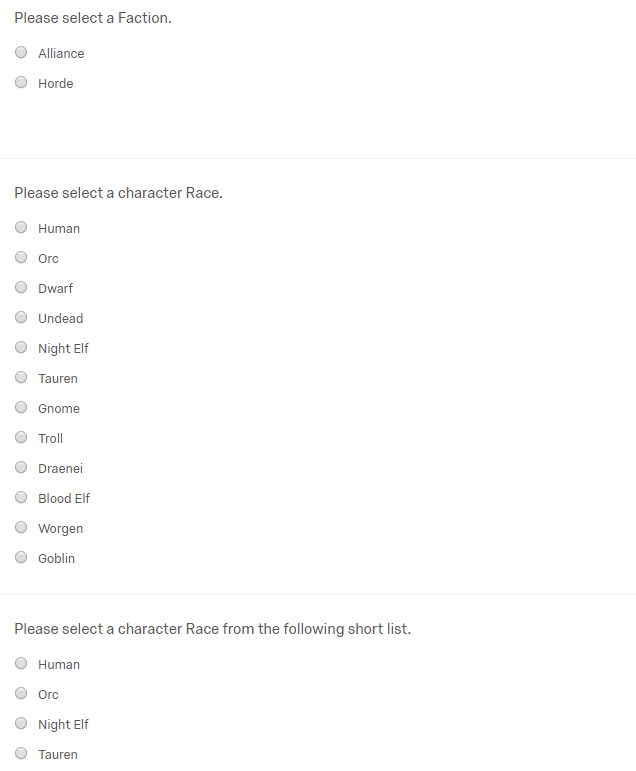 Please select a Faction.
Alliance
Horde
Please select a character Race.
Human
Orc
Dwarf
Undead
Night Elf
Tauren
Gnome
Troll
Draenei
Blood Elf
Worgen
Goblin
Please select a character Race from the following short list.
Human
Orc
Night Elf
Tauren